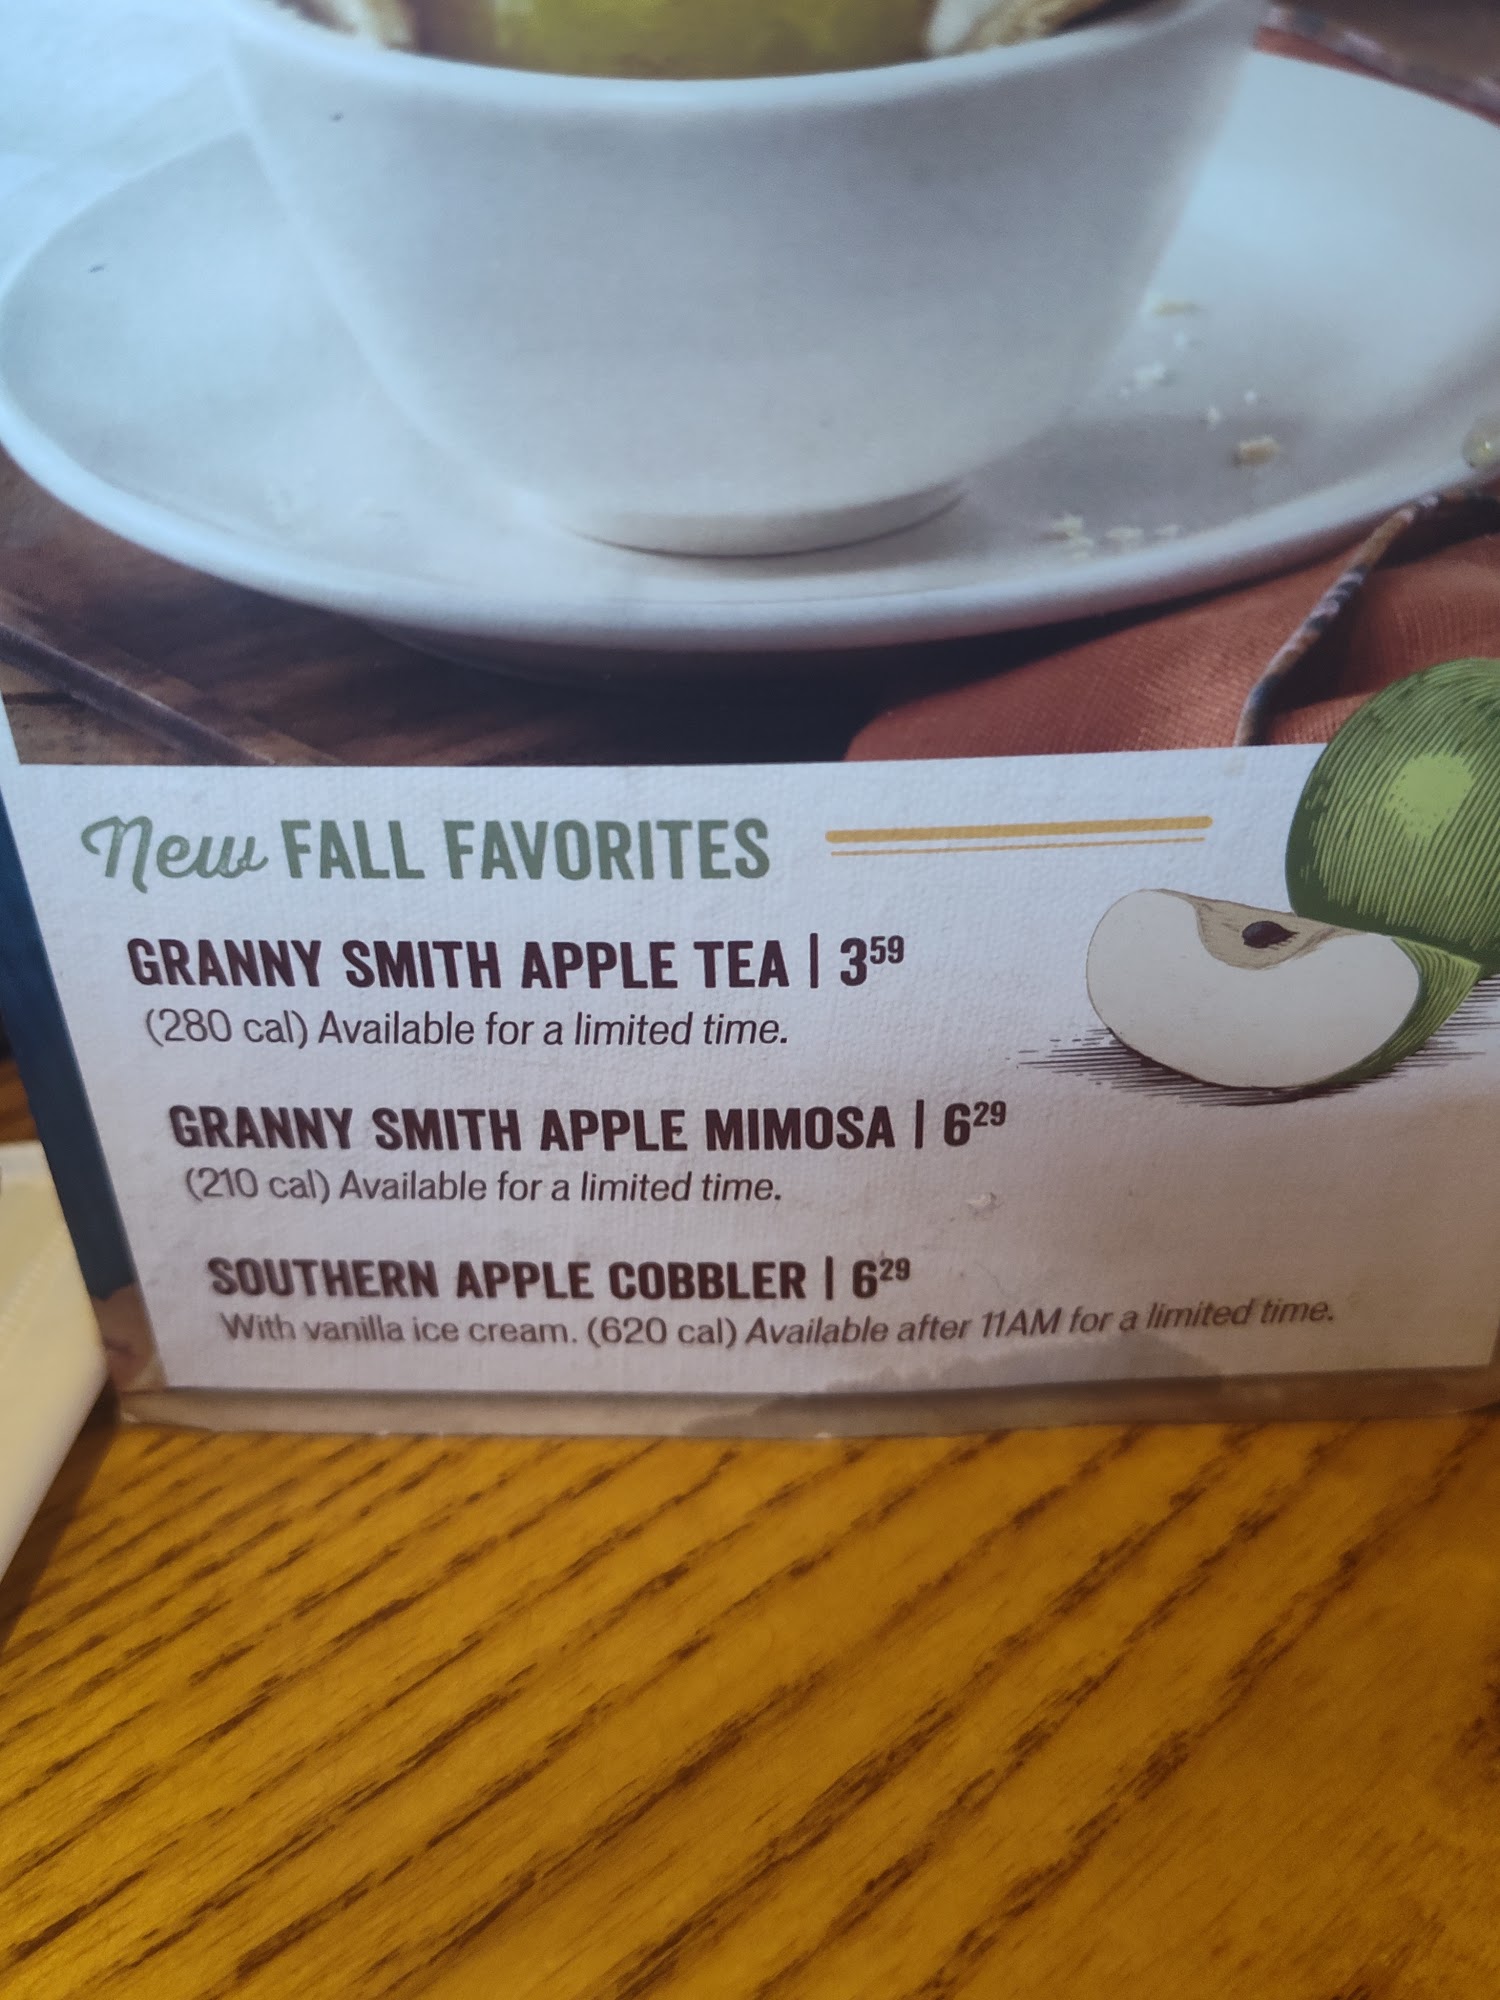 New FALL FAVORITES
GRANNY SMITH APPLE TEA | 3⁵⁹
(280 cal) Available for a limited time.
GRANNY SMITH APPLE MIMOSA | 6²⁹
(210 cal) Available for a limited time.
SOUTHERN APPLE COBBLER | 6²⁹
With vanilla ice cream. (620 cal) Available after 11AM for a limited time.